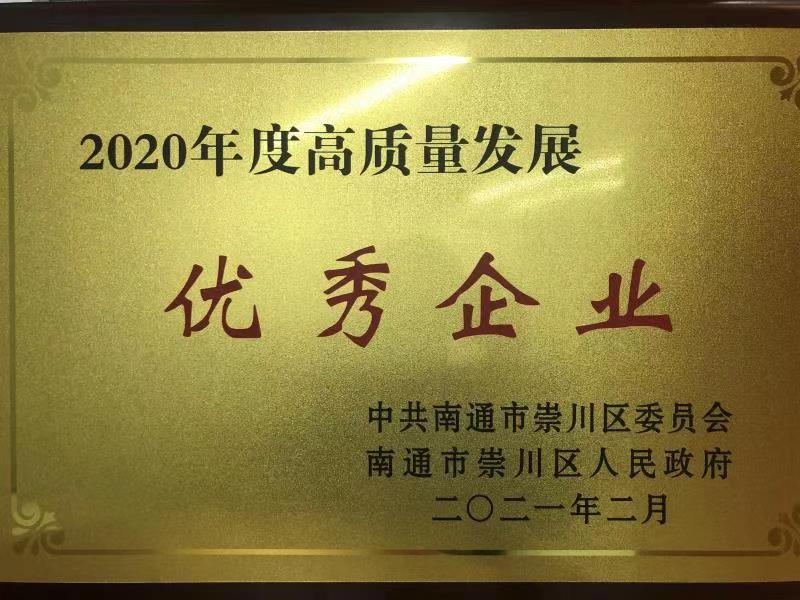 2020年度高质量发展
优秀企业
中共南通市崇川区委员会
南通市崇川区人民政府
二〇二一年二月